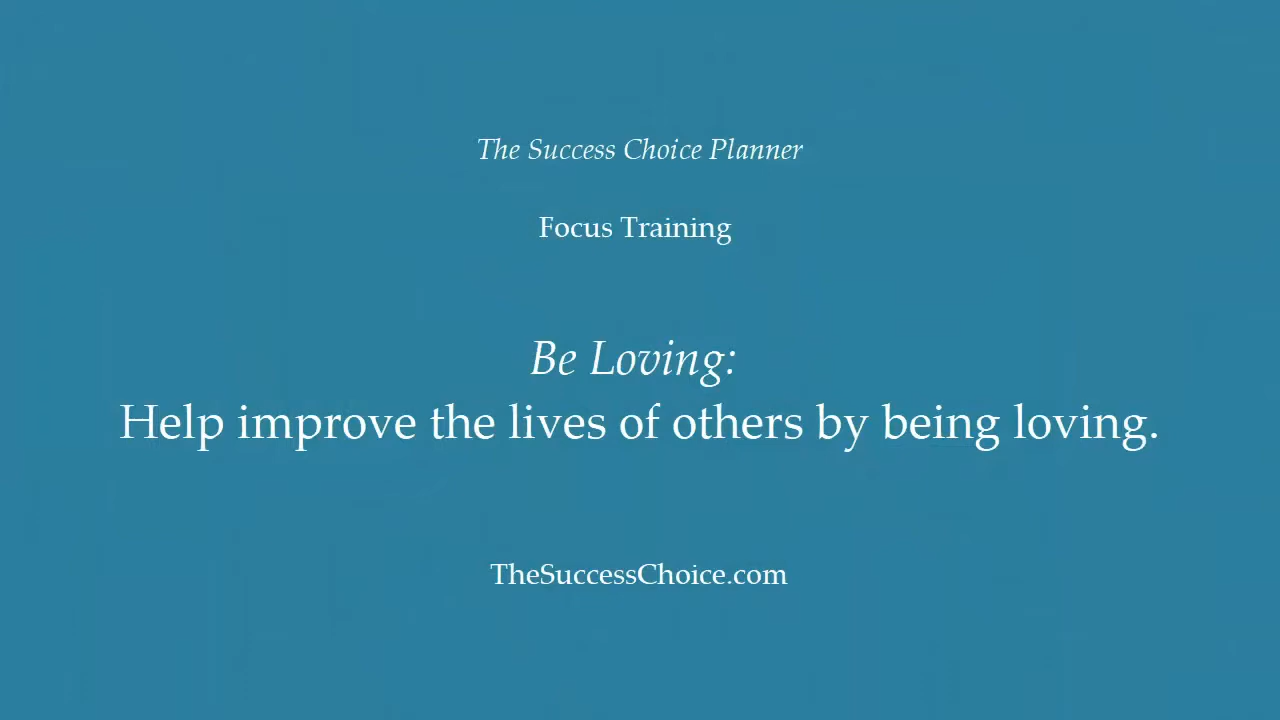 The Success Choice Planner
Focus Training
Be Loving:
Help improve the lives of others by being loving.
TheSuccessChoice.com